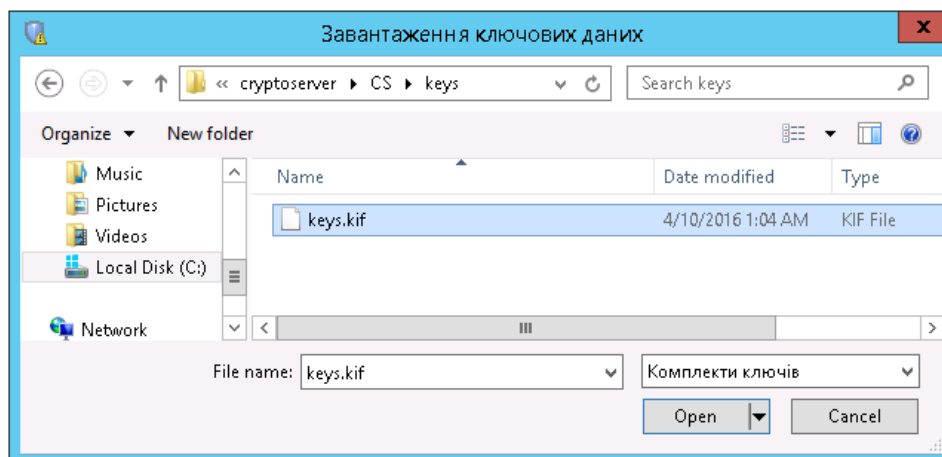 Завантаження ключових даних
« cryptoserver ▸ CS ▸ keys
Search keys
Organize
New folder
Music
Pictures
Videos
Local Disk (C:)
Network
Name Date modified Type
keys.kif 4/10/2016 1:04 AM KIF File
File name: keys.kif
Комплекти ключів
Open Cancel